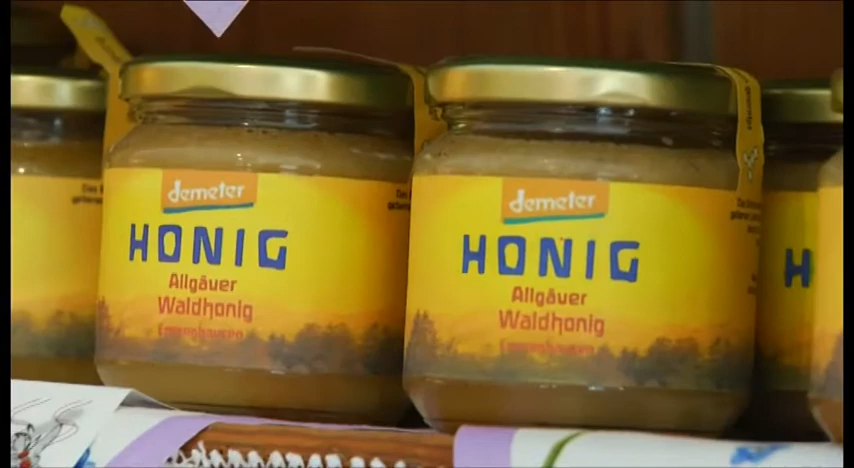 demeter
HONIG
Allgäuer
Waldhonig
demeter
HONIG
Allgäuer
Waldhonig
H